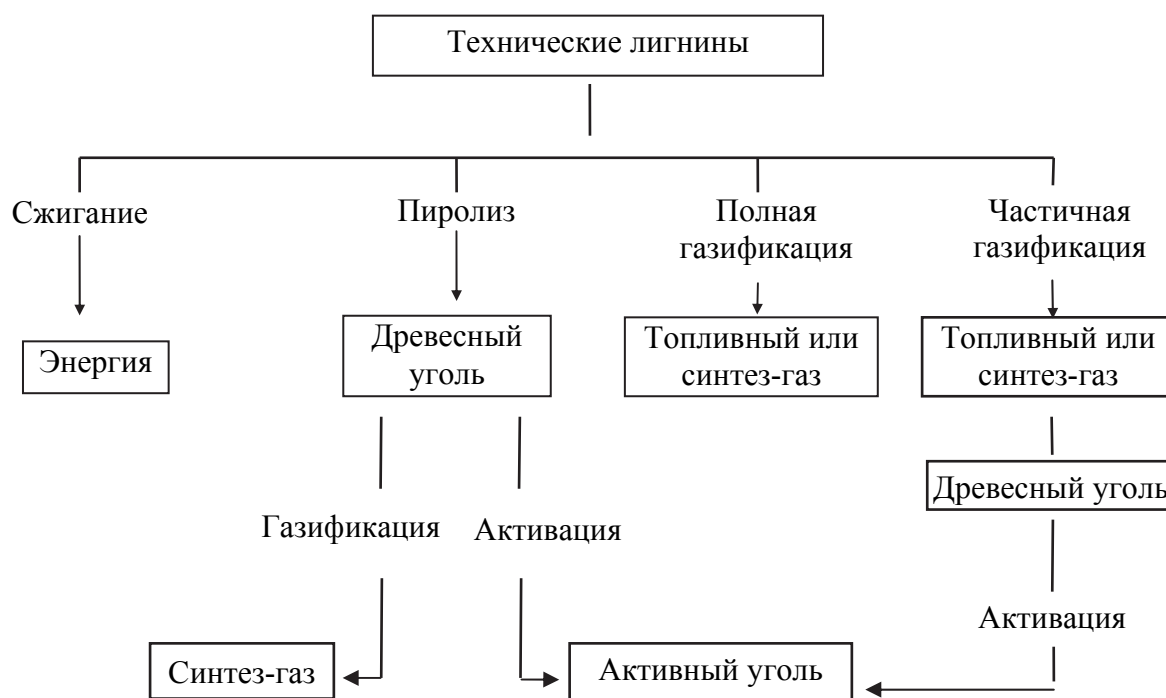 Технические лигнины
Сжигание
Пиролиз
Полная
газификация
Частичная
газификация
Энергия
Древесный
уголь
Топливный или
синтез-газ
Топливный или
синтез-газ
Древесный уголь
Газификация
Активация
Активация
Синтез-газ
Активный уголь